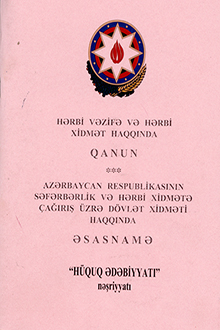 HƏRBİ VƏZİFƏ VƏ HƏRBİ
XİDMƏT HAQQINDA
QANUN
***
AZƏRBAYCAN RESPUBLİKASININ
SƏFƏRBƏRLİK VƏ HƏRBİ XİDMƏTƏ
ÇAĞIRIŞ ÜZRƏ DÖVLƏT XİDMƏTİ
HAQQINDA
ƏSASNAMƏ
“HÜQUQ ƏDƏBİYYATI”
nəşriyyatı